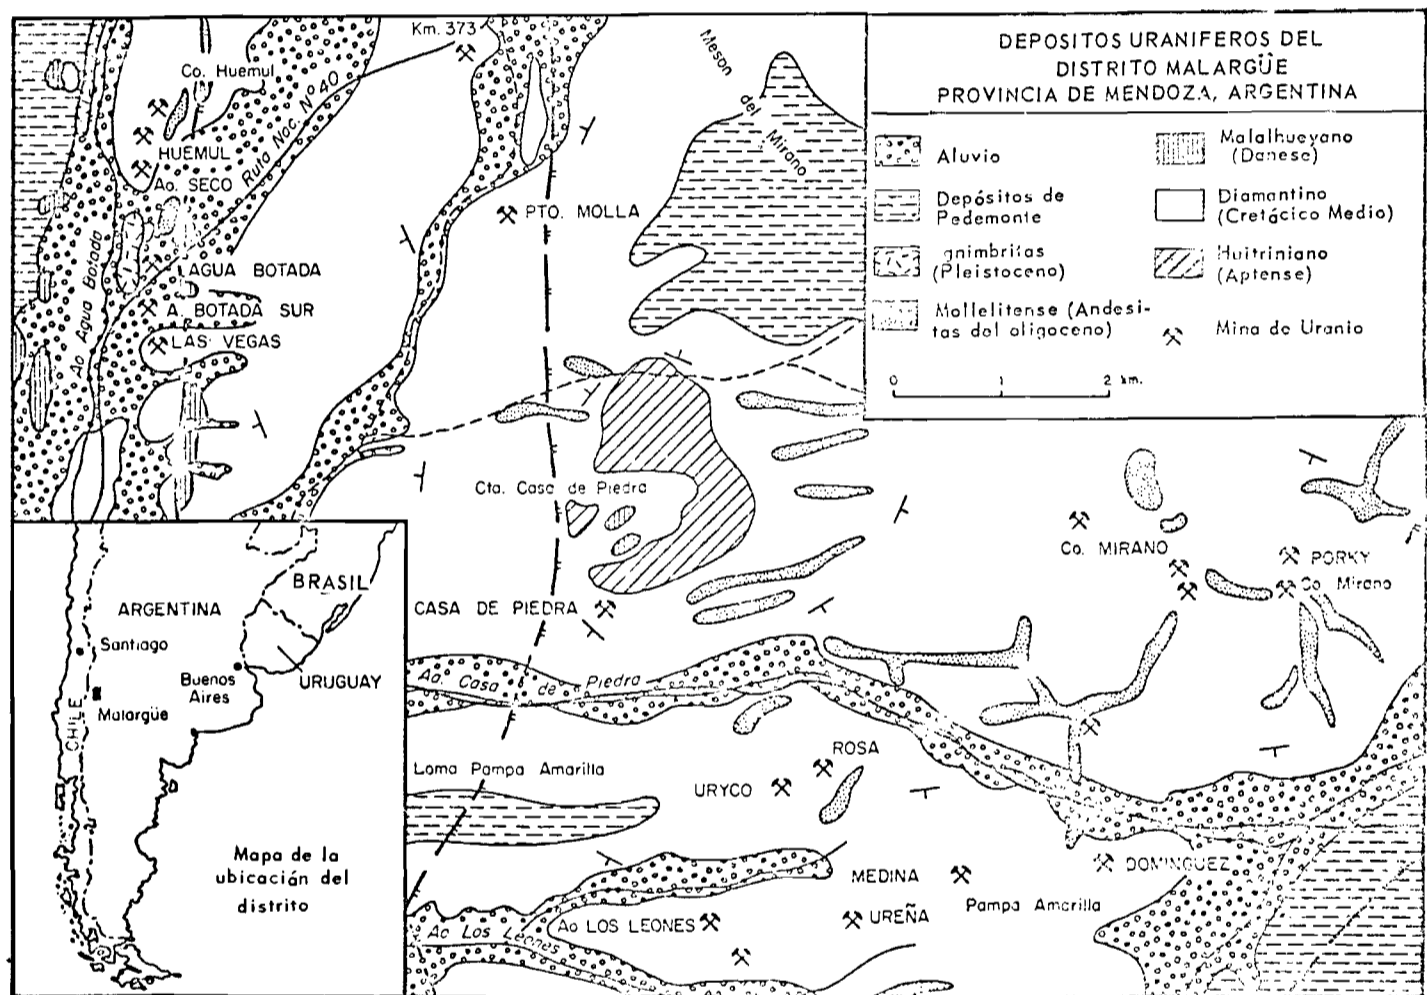 Km. 373
Co. Huemul
HUEMUL
Ao. SECO
Ruta Nac. Nº 40
Ao Agua Botado
AGUA BOTADA
A. BOTADA SUR
LAS VEGAS
PTO. MOLLA
Meson del Mirano
DEPOSITOS URANIFEROS DEL
DISTRITO MALARGÜE
PROVINCIA DE MENDOZA, ARGENTINA
Aluvio
Depósitos de
Pedemonte
gnimbritas
(Pleistoceno)
Mollelitense (Andesi-
tas del oligoceno)
Malalhueyano
(Danese)
Diamantino
(Cretácico Medio)
Huitriniano
(Aptense)
Mina de Uranio
0 1 2 km.
Cta. Casa de Piedra
CASA DE PIEDRA
Co. MIRANO
PORKY
Co. Mirano
Aa. Casa de Piedra
Loma Pampa Amarilla
ROSA
URYCO
MEDINA
DOMINGUEZ
Pampa Amarilla
UREÑA
Ao LOS LEONES
Ao Los Leones
BRASIL
ARGENTINA
Santiago
Buenos
Aires
URUGUAY
Malargüe
CHILE
Mapa de la
ubicación del
distrito